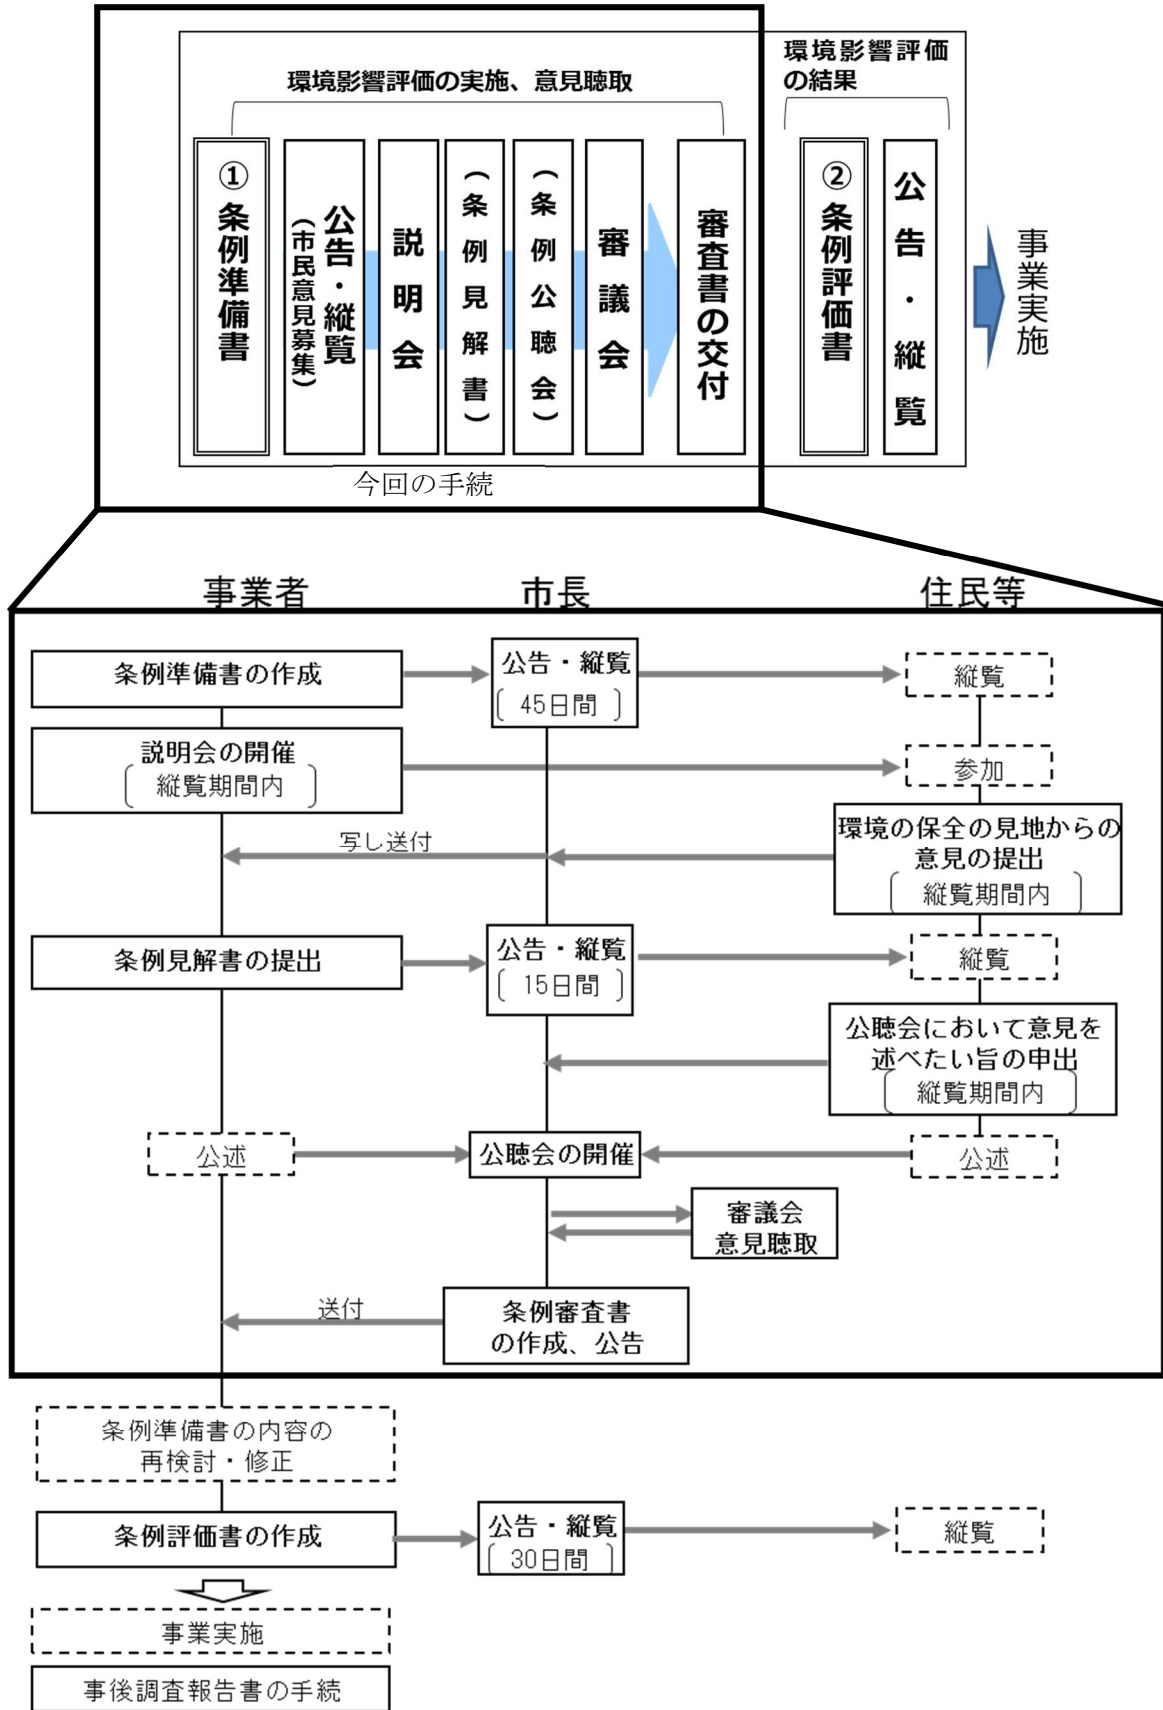 環境影響評価の実施、意見聴取
環境影響評価
の結果
①条例準備書
公告・縦覧
(市民意見募集)
説明会
(条例見解書)
(条例公聴会)
審議会
審査書の交付
②条例評価書
公告・縦覧
事業実施
今回の手続
事業者
市長
住民等
条例準備書の作成
公告・縦覧
〔 45日間 〕
縦覧
説明会の開催
〔 縦覧期間内 〕
参加
環境の保全の見地からの
意見の提出
〔 縦覧期間内 〕
写し送付
条例見解書の提出
公告・縦覧
〔 15日間 〕
縦覧
公聴会において意見を
述べたい旨の申出
〔 縦覧期間内 〕
公述
公聴会の開催
公述
審議会
意見聴取
送付
条例審査書
の作成、公告
条例準備書の内容の
再検討・修正
条例評価書の作成
公告・縦覧
〔 30日間 〕
縦覧
事業実施
事後調査報告書の手続